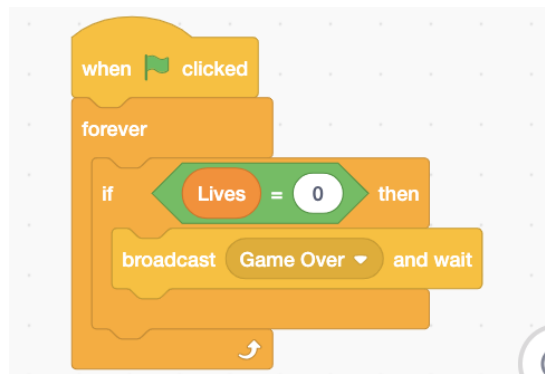 when clicked
forever
if Lives = 0 then
broadcast Game Over and wait